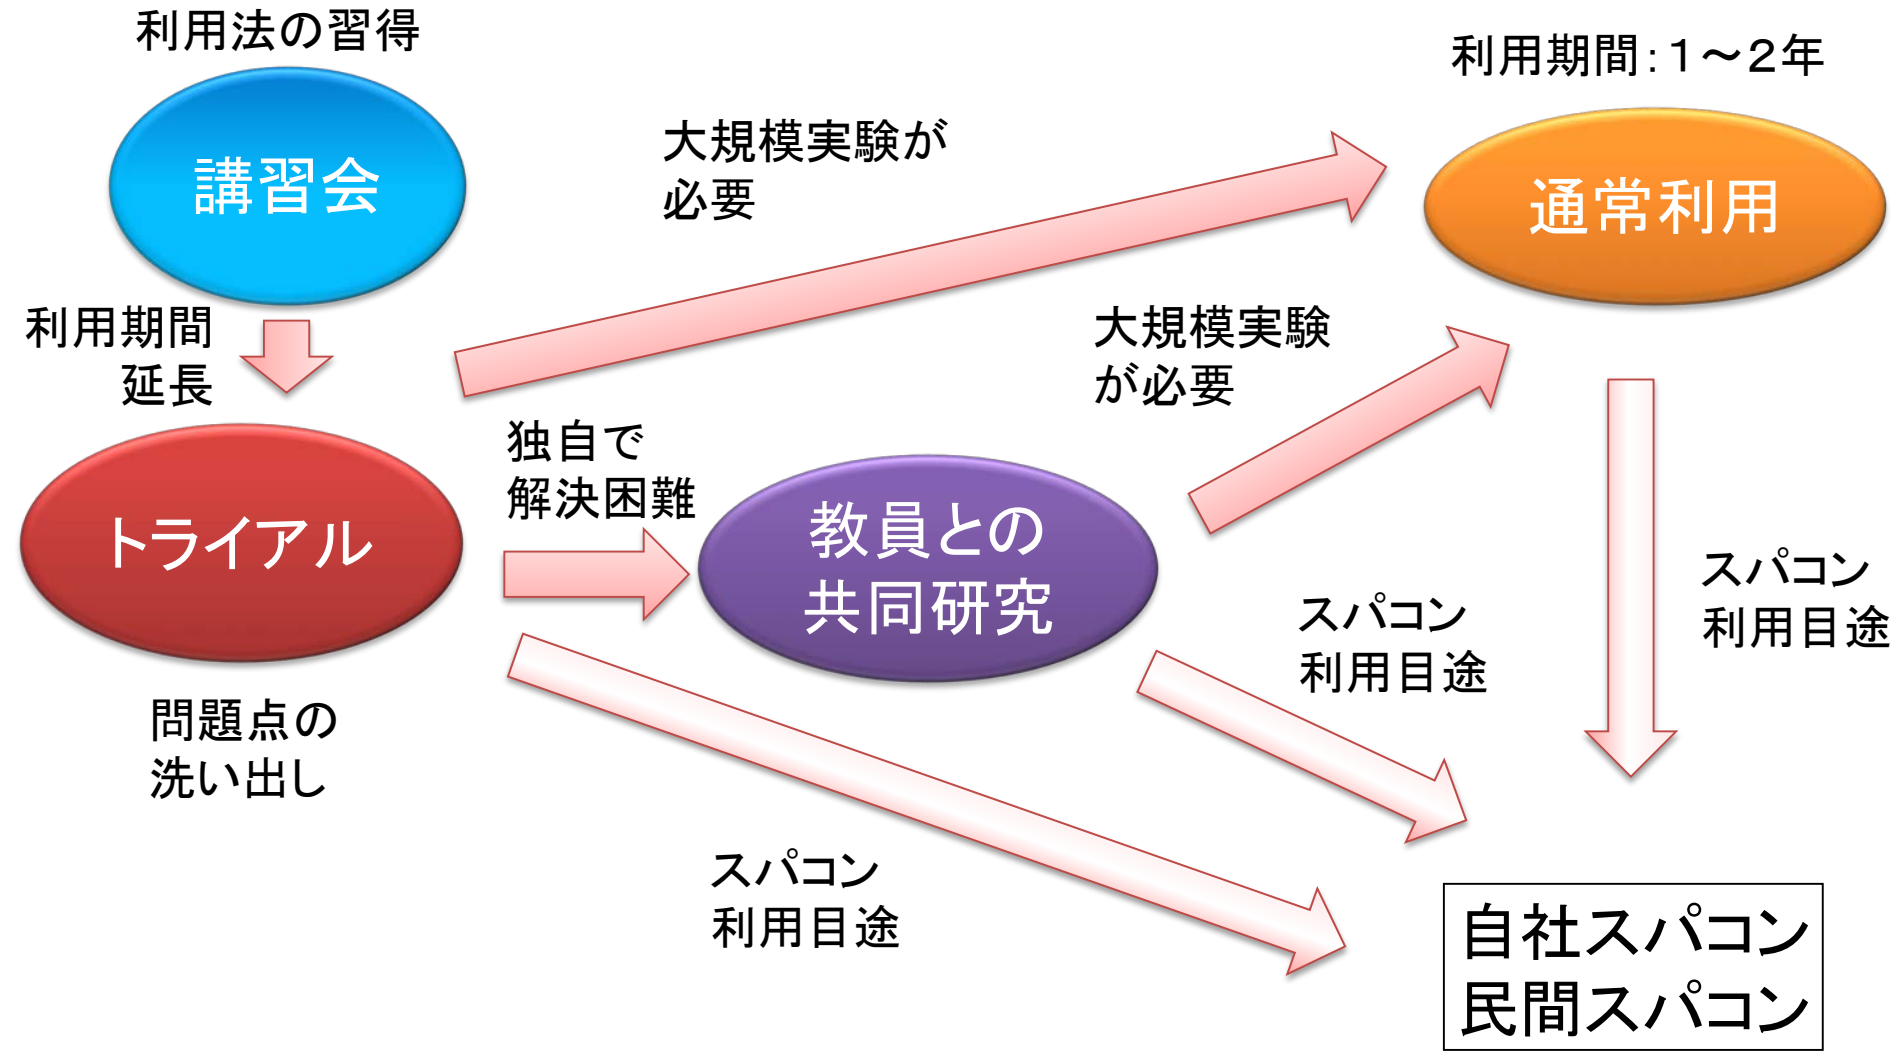 利用法の習得
講習会
利用期間
延長
トライアル
問題点の
洗い出し
大規模実験が
必要
独自で
解決困難
教員との
共同研究
大規模実験
が必要
利用期間：１～２年
通常利用
スパコン
利用目途
スパコン
利用目途
スパコン
利用目途
自社スパコン
民間スパコン